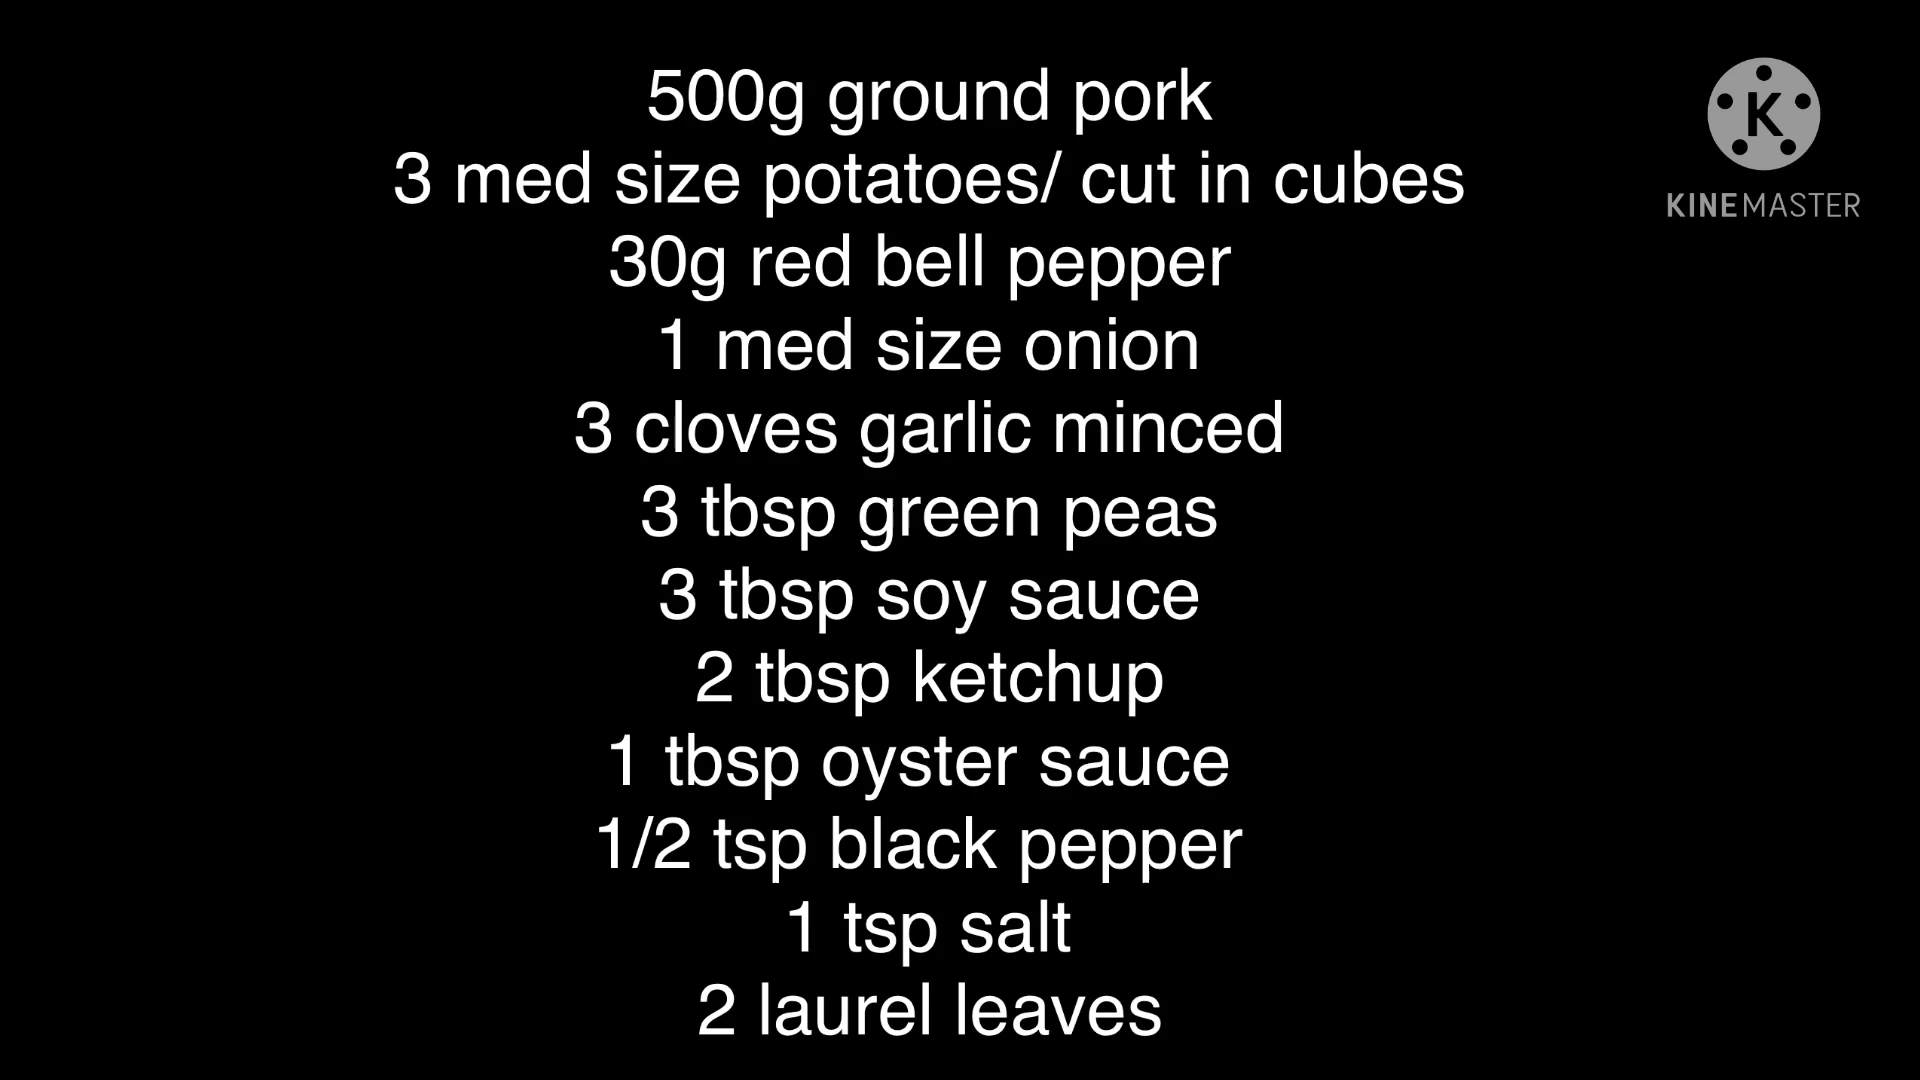 500g ground pork
3 med size potatoes/ cut in cubes
30g red bell pepper
1 med size onion
3 cloves garlic minced
3 tbsp green peas
3 tbsp soy sauce
2 tbsp ketchup
1 tbsp oyster sauce
1/2 tsp black pepper
1 tsp salt
2 laurel leaves
K
KINEMASTER